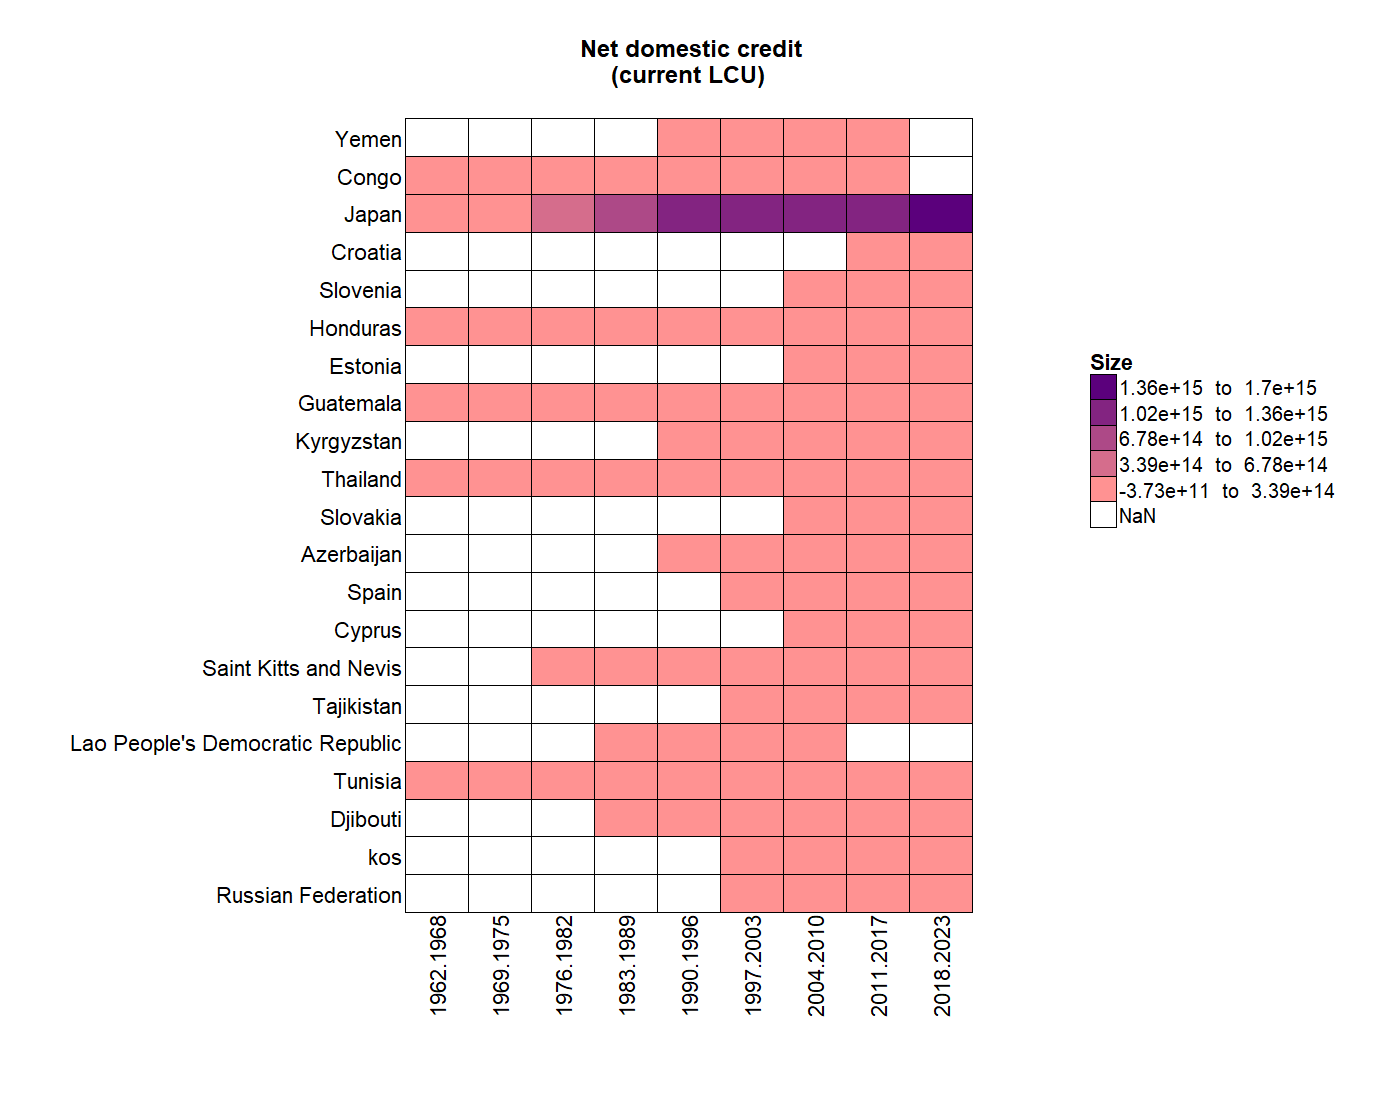 Net domestic credit
(current LCU)
Yemen
Congo
Japan
Croatia
Slovenia
Honduras
Estonia
Guatemala
Kyrgyzstan
Thailand
Slovakia
Azerbaijan
Spain
Cyprus
Saint Kitts and Nevis
Tajikistan
Lao People's Democratic Republic
Tunisia
Djibouti
kos
Russian Federation
1962.1968
1969.1975
1976.1982
1983.1989
1990.1996
1997.2003
2004.2010
2011.2017
2018.2023
Size
1.36e+15 to 1.7e+15
1.02e+15 to 1.36e+15
6.78e+14 to 1.02e+15
3.39e+14 to 6.78e+14
-3.73e+11 to 3.39e+14
NaN